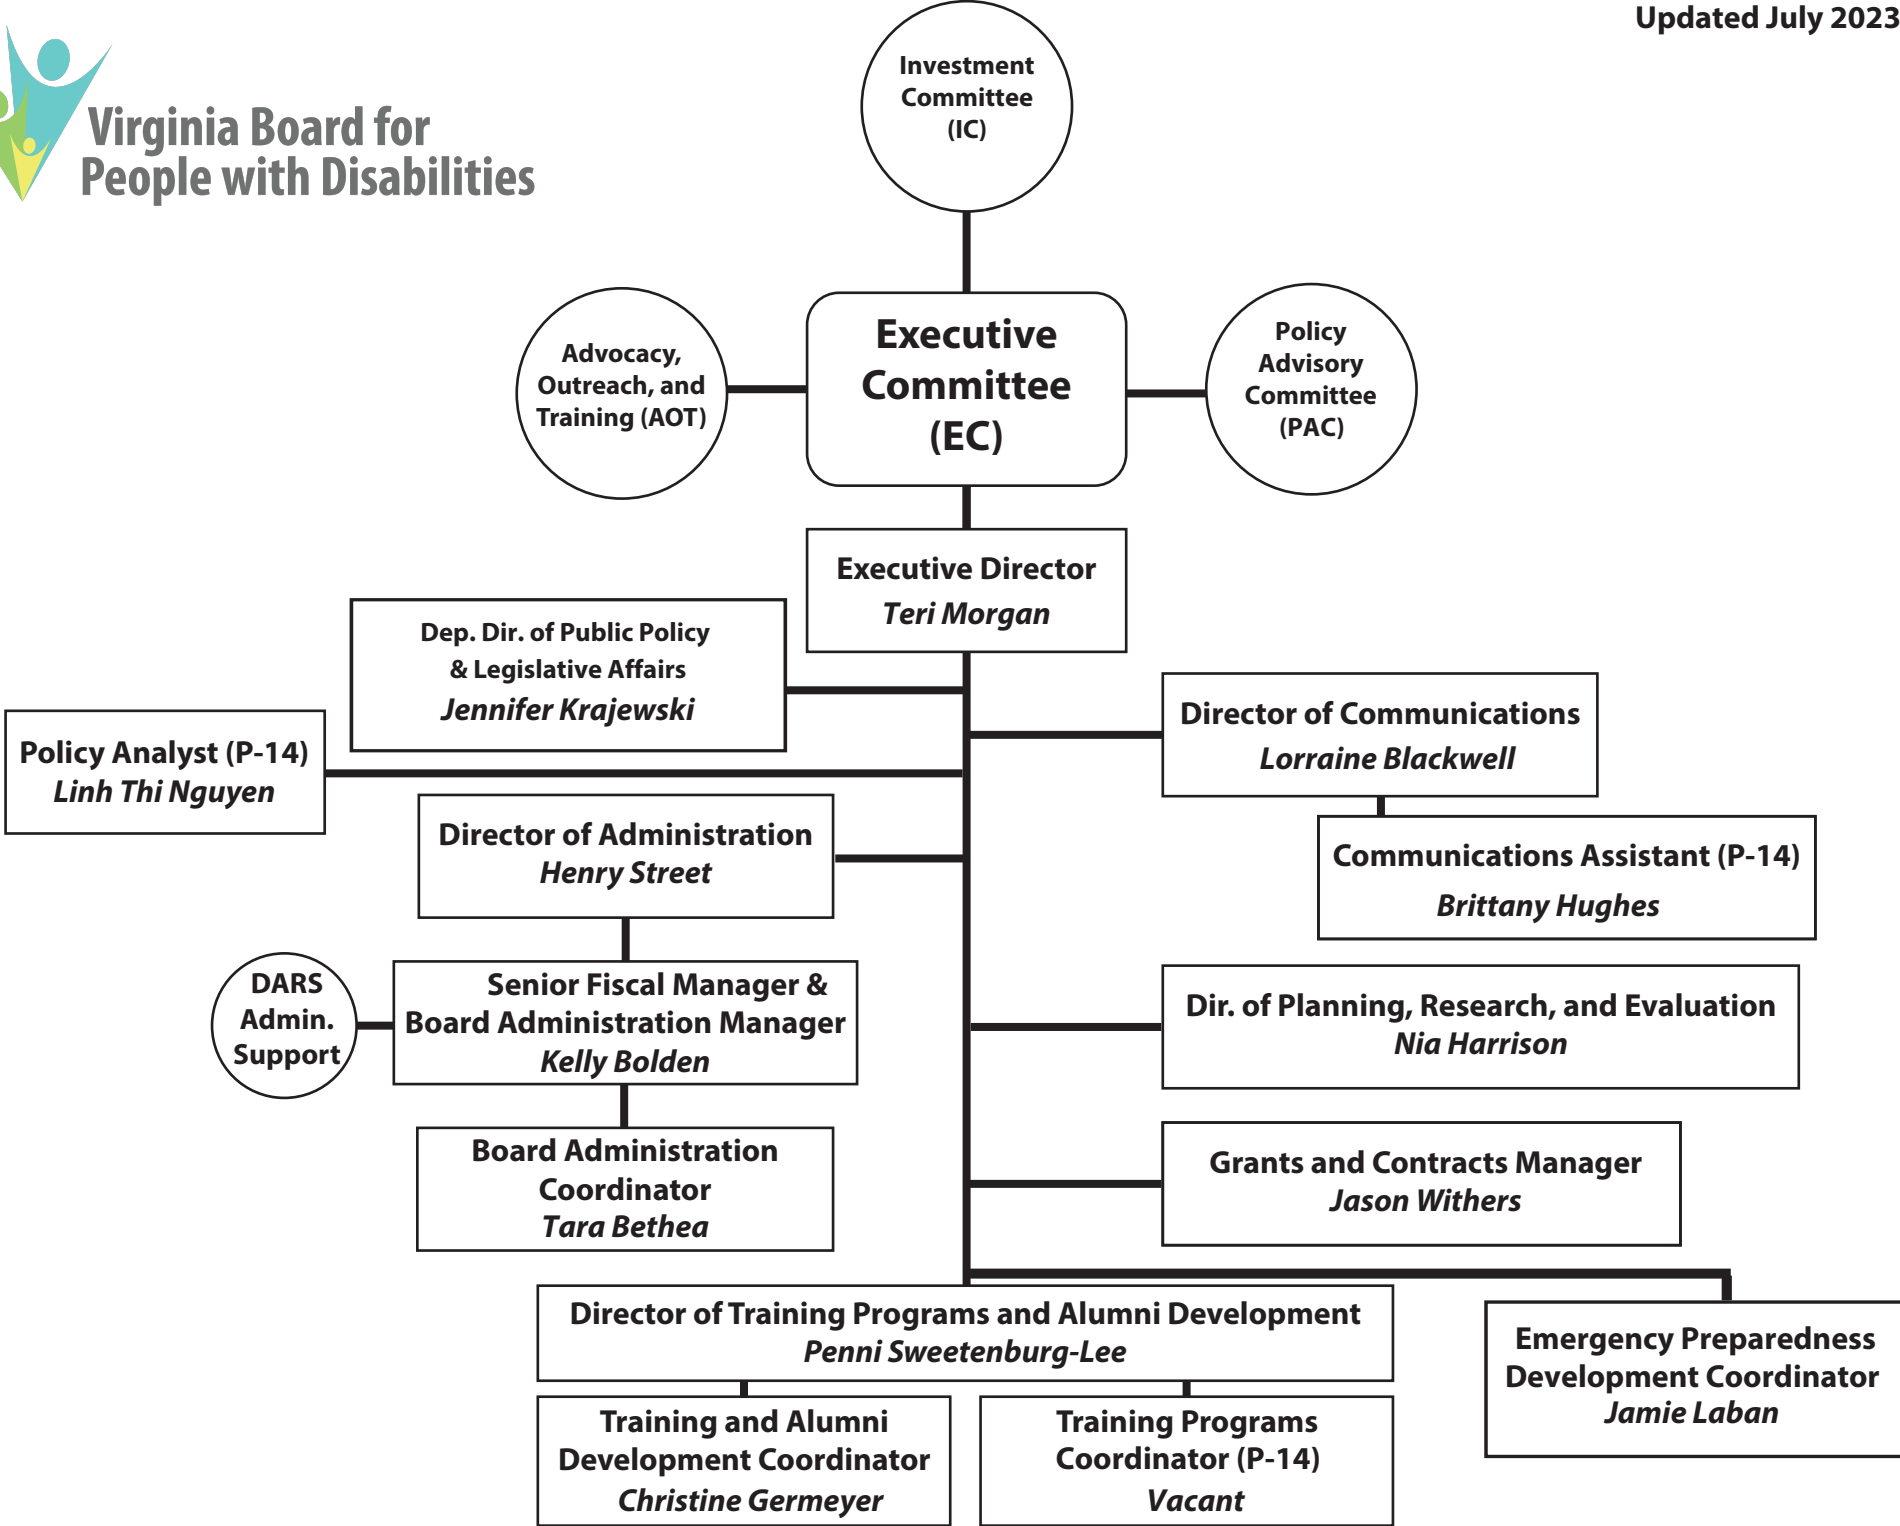 Updated July 2023
Virginia Board for
People with Disabilities
Investment
Committee
(IC)
Advocacy,
Outreach, and
Training (AOT)
Executive
Committee
(EC)
Policy
Advisory
Committee
(PAC)
Executive Director
Teri Morgan
Dep. Dir. of Public Policy
& Legislative Affairs
Jennifer Krajewski
Director of Communications
Lorraine Blackwell
Policy Analyst (P-14)
Linh Thi Nguyen
Director of Administration
Henry Street
Communications Assistant (P-14)
Brittany Hughes
DARS
Admin.
Support
Senior Fiscal Manager &
Board Administration Manager
Kelly Bolden
Dir. of Planning, Research, and Evaluation
Nia Harrison
Board Administration
Coordinator
Tara Bethea
Grants and Contracts Manager
Jason Withers
Director of Training Programs and Alumni Development
Penni Sweetenburg-Lee
Emergency Preparedness
Development Coordinator
Jamie Laban
Training and Alumni
Development Coordinator
Christine Germeyer
Training Programs
Coordinator (P-14)
Vacant